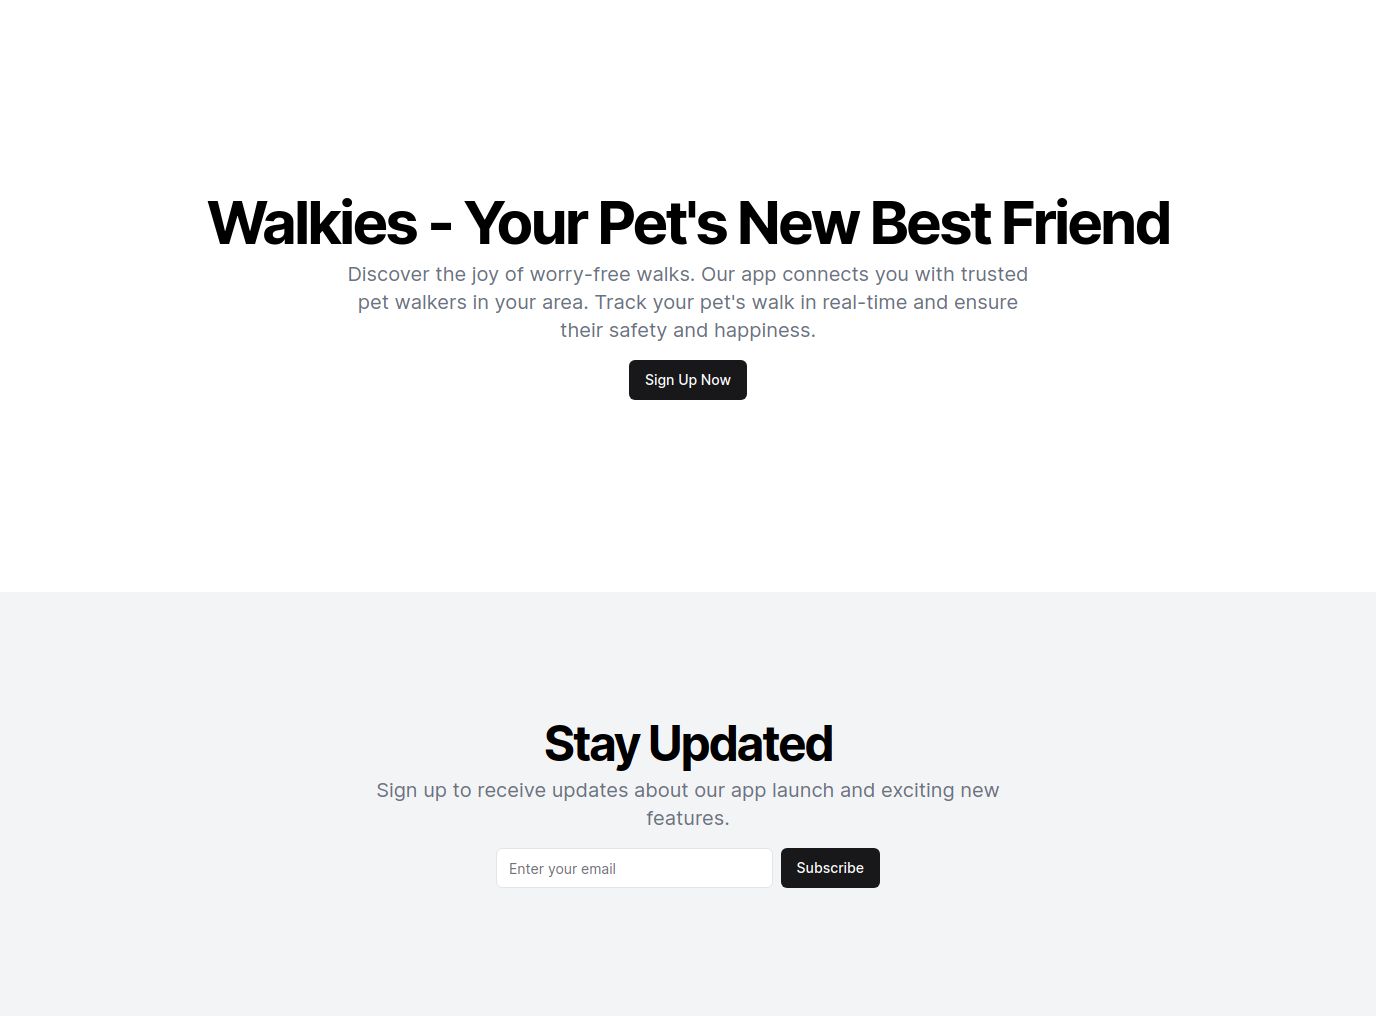 Walkies - Your Pet's New Best Friend
Discover the joy of worry-free walks. Our app connects you with trusted
pet walkers in your area. Track your pet's walk in real-time and ensure
their safety and happiness.
Sign Up Now
Stay Updated
Sign up to receive updates about our app launch and exciting new
features.
Enter your email
Subscribe